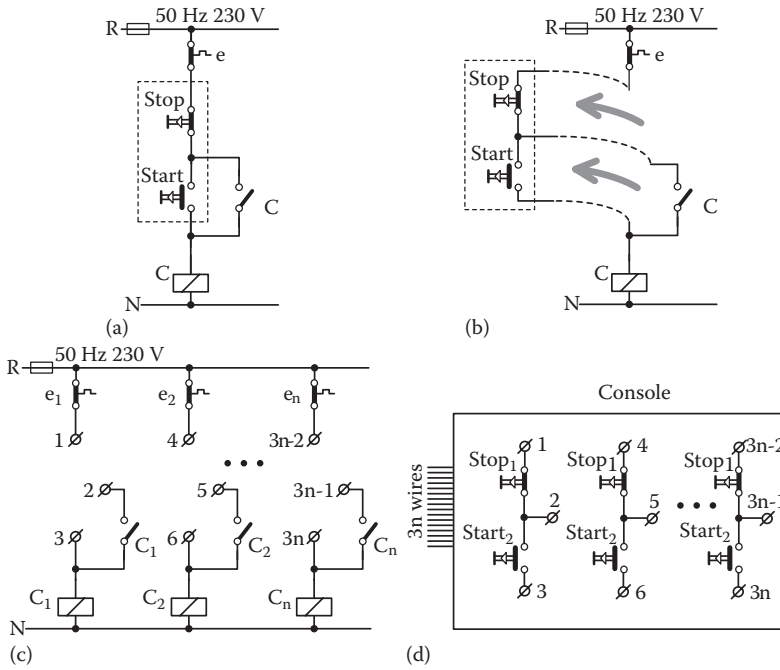 50 Hz 230 V
R
e
Stop
Start
C
C
N
(a)
50 Hz 230 V
R
e
Stop
Start
C
C
N
(b)
50 Hz 230 V
R
e1
e2
en
1
4
3n-2
2
5
3n-1
3
6
3n
C1
C2
Cn
C1
C2
Cn
N
(c)
Console
3n wires
1
4
3n-2
Stop1
Stop1
Stop1
2
5
3n-1
Start2
Start2
Start2
3
6
3n
(d)